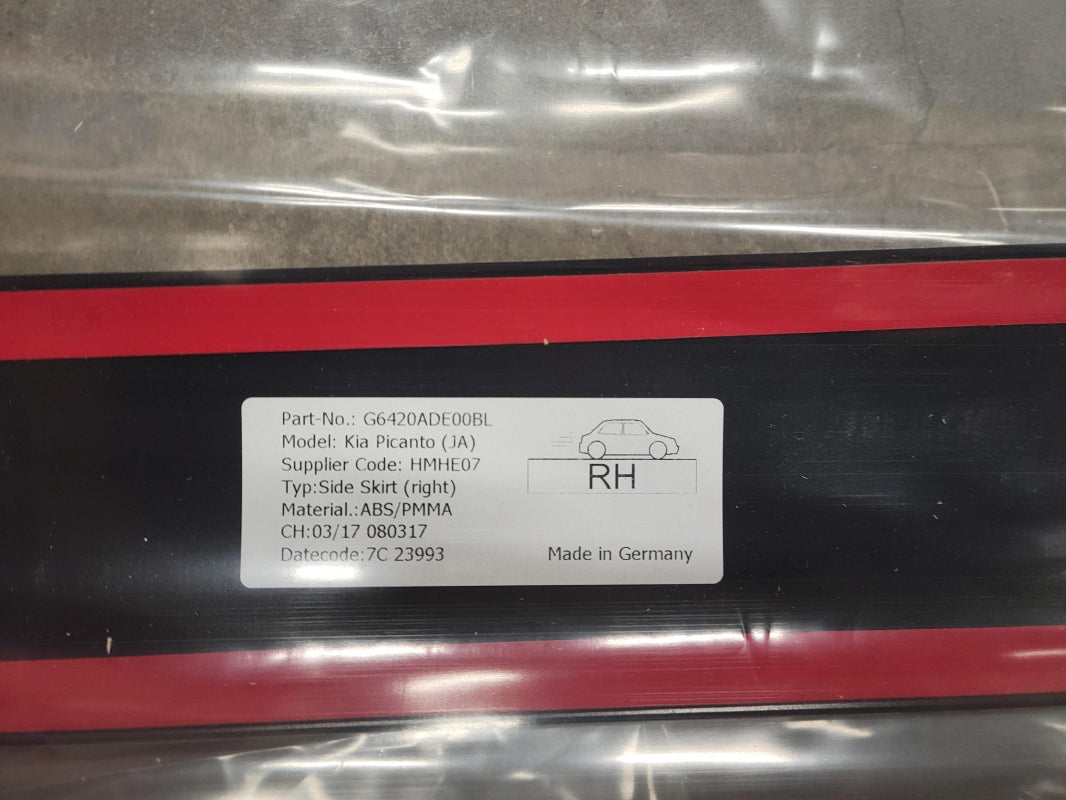 Part-No.: G6420ADE00BL
Model: Kia Picanto (JA)
Supplier Code: HMHE07
Typ:Side Skirt (right)
Material.:ABS/PMMA
CH:03/17 080317
Datecode:7C 23993
RH
Made in Germany